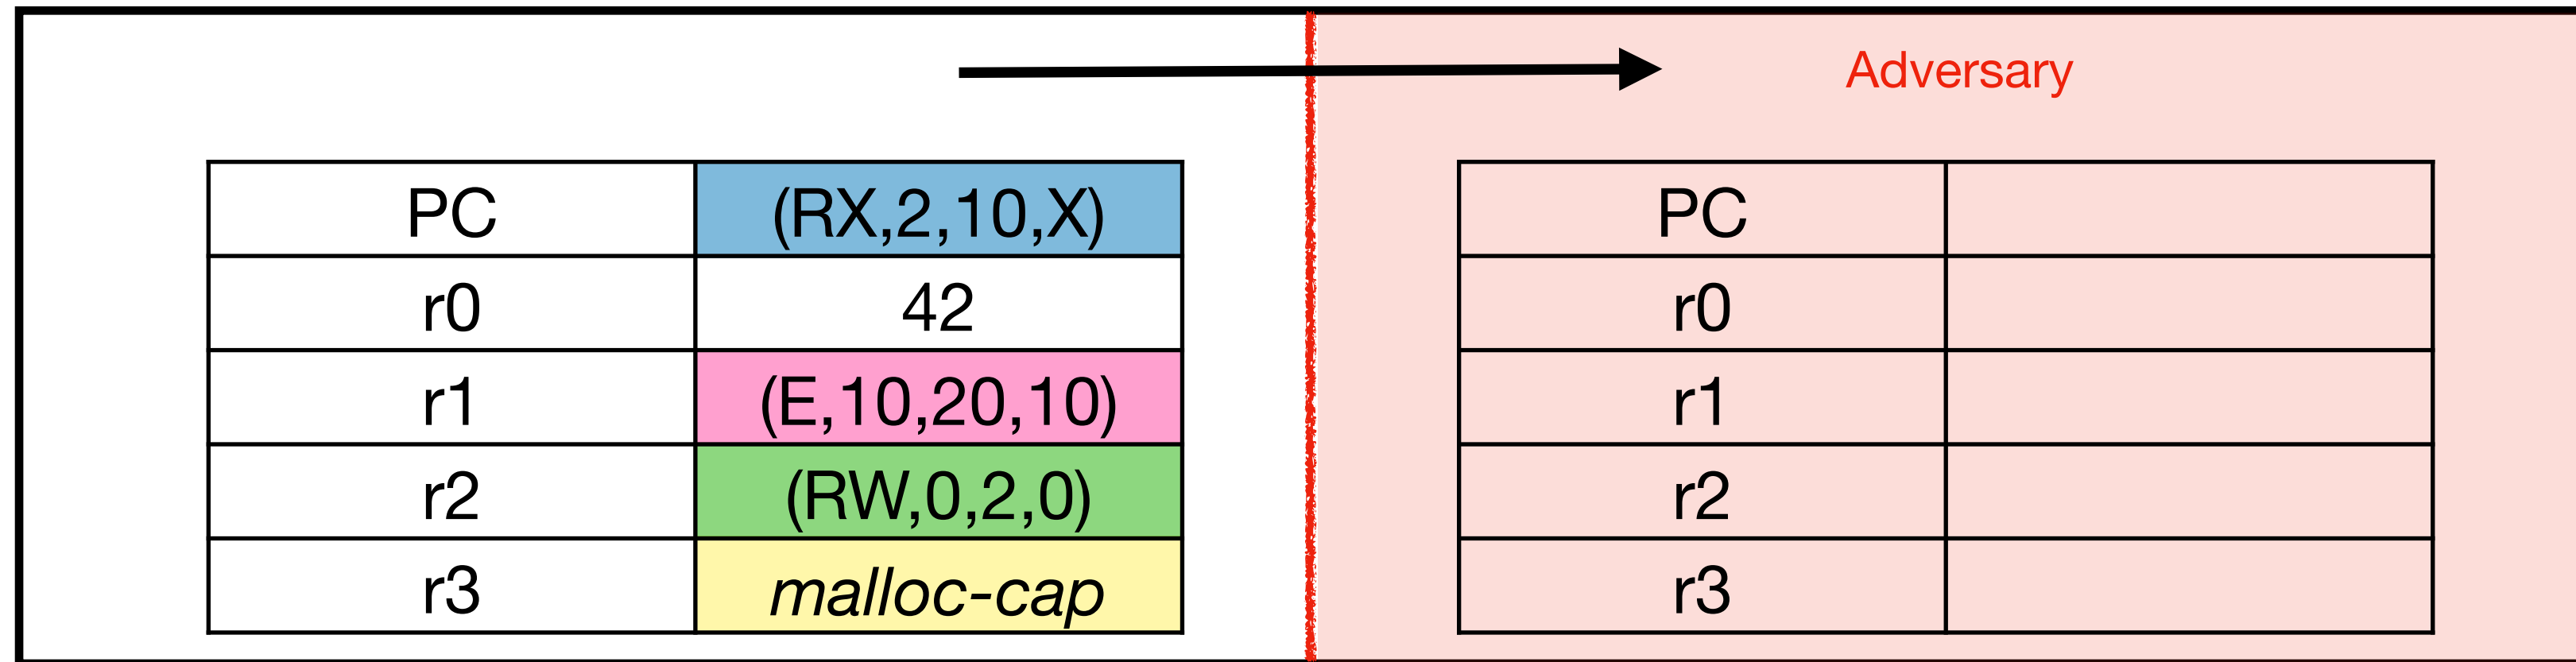 Adversary
PC (RX,2,10,X) PC
r0 42 r0
r1 (E,10,20,10) r1
r2 (RW,0,2,0) r2
r3 malloc-cap r3